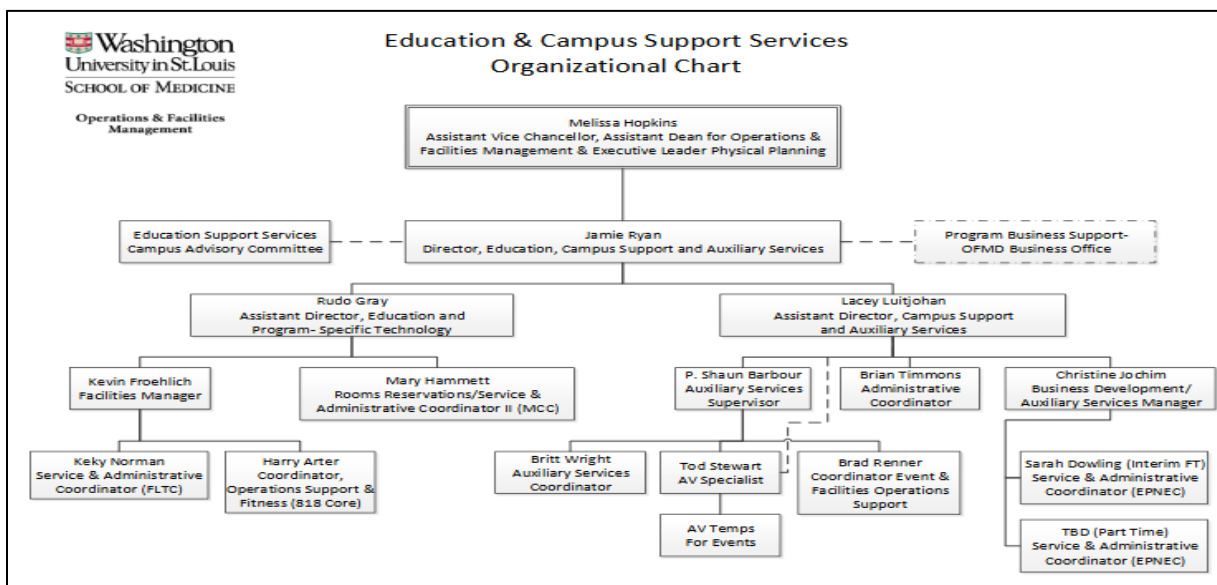 Washington
University in St. Louis
SCHOOL OF MEDICINE
Operations & Facilities
Management
Education & Campus Support Services
Organizational Chart
Melissa Hopkins
Assistant Vice Chancellor, Assistant Dean for Operations &
Facilities Management & Executive Leader Physical Planning
Education Support Services
Campus Advisory Committee
Jamie Ryan
Director, Education, Campus Support and Auxiliary Services
Program Business Support-
OFMD Business Office
Rudo Gray
Assistant Director, Education and
Program- Specific Technology
Lacey Luitjohan
Assistant Director, Campus Support
and Auxiliary Services
Kevin Froehlich
Facilities Manager
Mary Hammett
Rooms Reservations/Service &
Administrative Coordinator II (MCC)
P. Shaun Barbour
Auxiliary Services
Supervisor
Brian Timmons
Administrative
Coordinator
Christine Jochim
Business Development/
Auxiliary Services Manager
Keky Norman
Service & Administrative
Coordinator (FLTC)
Harry Arter
Coordinator,
Operations Support &
Fitness (818 Core)
Britt Wright
Auxiliary Services
Coordinator
Tod Stewart
AV Specialist
Brad Renner
Coordinator Event &
Facilities Operations
Support
Sarah Dowling (Interim FT)
Service & Administrative
Coordinator (EPNEC)
AV Temps
For Events
TBD (Part Time)
Service & Administrative
Coordinator (EPNEC)